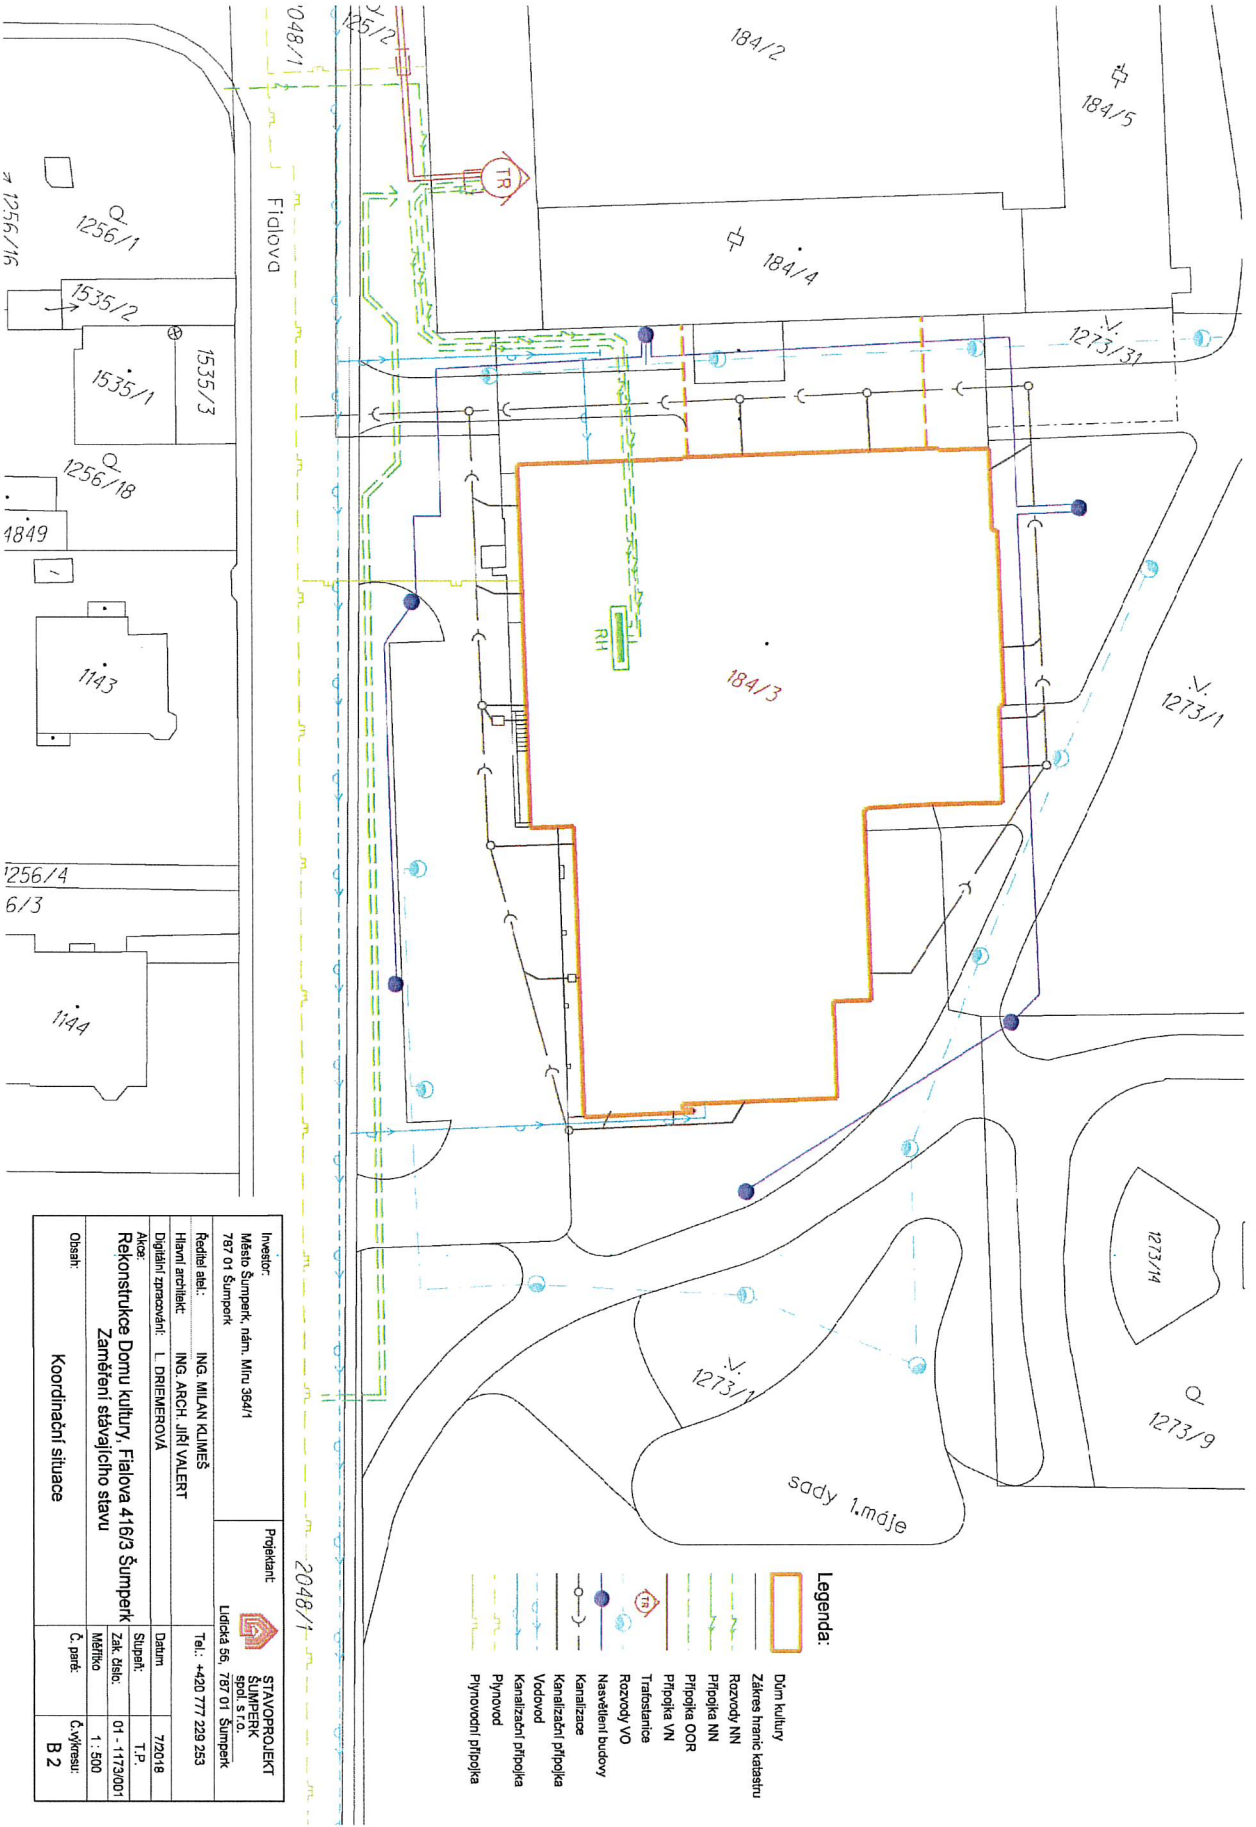 184/2
184/5
184/4
125/2
Fialova
TR
1256/1
1256/16
1535/2
1535/3
1535/1
1256/18
4849
1143
1144
1256/4
6/3
1273/31
1273/1
184/3
RH
1273/14
1273/1
1273/9
sady 1.máje
2048/1
Legenda:
Dům kultury
Zákres hranic katastru
Rozvody NN
Přípojka NN
Přípojka OOR
Přípojka VN
TR
Trafostanice
Rozvody VO
Nasvětlení budovy
Kanalizace
Kanalizační přípojka
Vodovod
Kanalizační přípojka
Plynovod
Plynovodní přípojka
Investor:
Město Šumperk, nám. Míru 364/1
787 01 Šumperk
Projektant:
STAVOPROJEKT
ŠUMPERK
spol. s r.o.
Lidická 56, 787 01 Šumperk
Ředitel atel.: ING. MILAN KLIMEŠ
Tel.: +420 777 229 253
Hlavní architekt: ING. ARCH. JIŘÍ VALERT
Digitální zpracování: I. DRIEMEROVÁ
Datum 7/2018
Akce:
Rekonstrukce Domu kultury, Fialova 416/3 Šumperk
Zaměření stávajícího stavu
Stupeň: T.P.
Zak. číslo: 01 - 1173/001
Měřítko 1 : 500
Obsah:
Koordinační situace
Č. paré:
Č.výkresu:
B 2